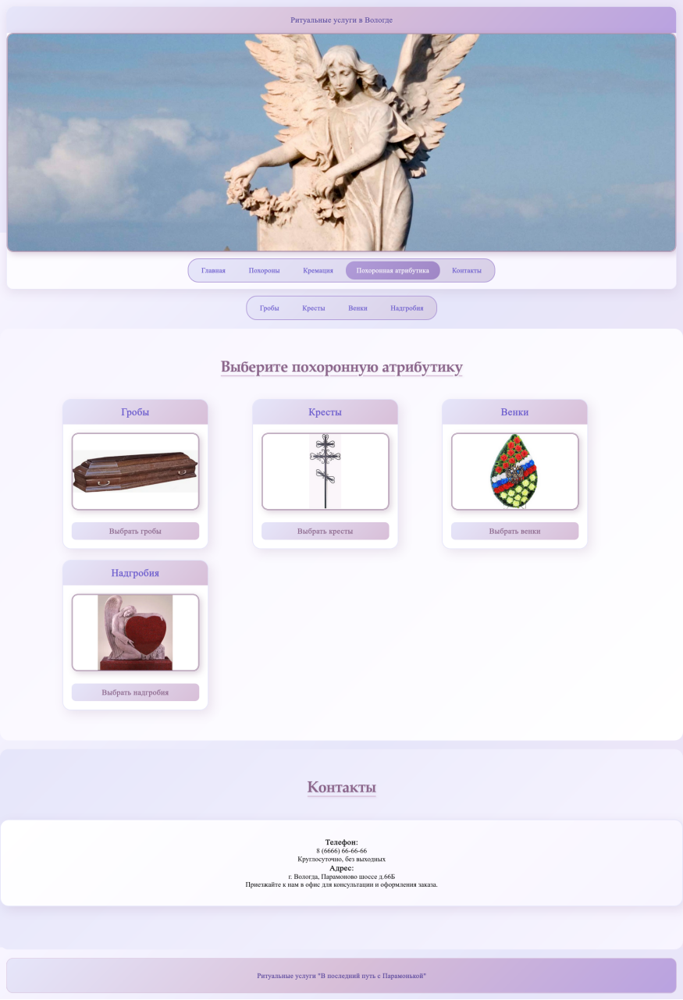 Ритуальные услуги в Вологде
Главная Похороны Кремация Похоронная атрибутика Контакты
Гробы Кресты Венки Надгробия
Выберите похоронную атрибутику
Гробы Кресты Венки
Выбрать гробы Выбрать кресты Выбрать венки
Надгробия
Выбрать надгробия
Контакты
Телефон:
8 (6666) 66-66-66
Круглосуточно, без выходных
Адрес:
г. Вологда, Парамоново шоссе д.66Б
Приезжайте к нам в офис для консультации и оформления заказа.
Ритуальные услуги "В последний путь с Парамонькой"